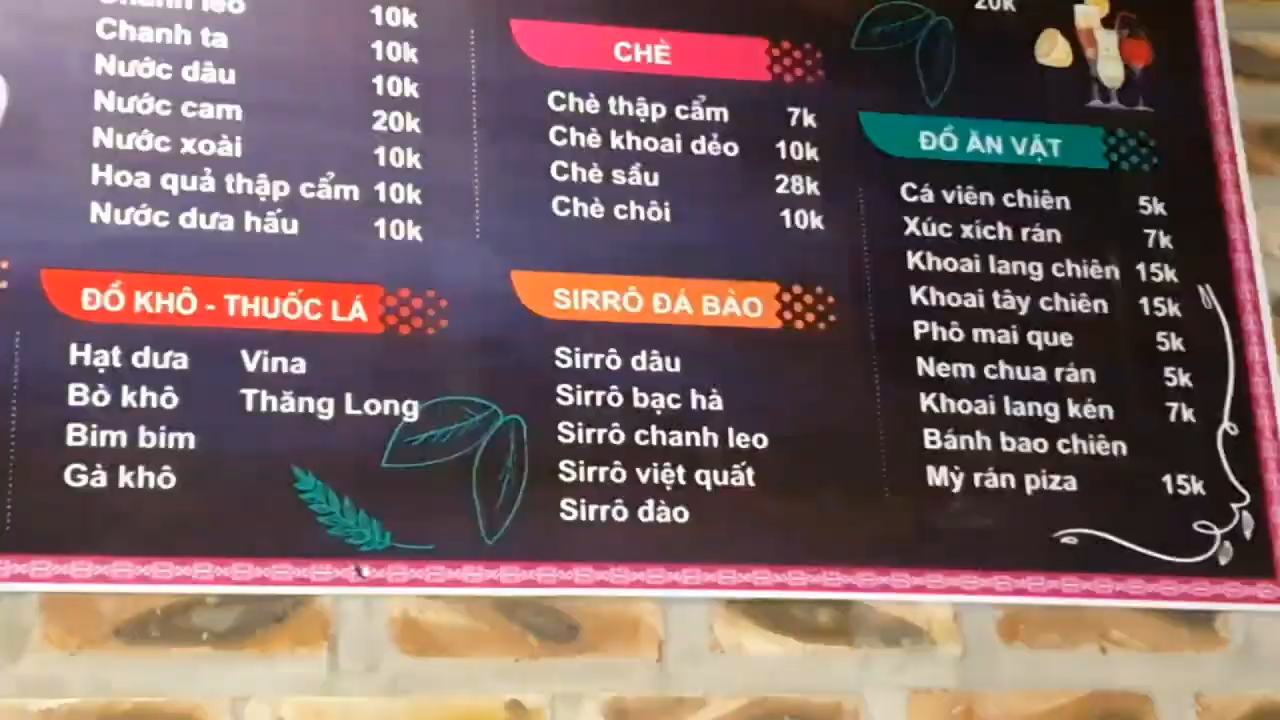 Chanh leo 10k
Chanh ta 10k
Nước dâu 10k
Nước cam 20k
Nước xoài 10k
Hoa quả thập cẩm 10k
Nước dưa hấu 10k
ĐỒ KHÔ - THUỐC LÁ
Hạt dưa Vina
Bò khô Thăng Long
Bim bim
Gà khô
CHÈ
Chè thập cẩm 7k
Chè khoai dẻo 10k
Chè sầu 28k
Chè chôi 10k
SIRRÔ ĐÁ BÀO
Sirrô dâu
Sirrô bạc hà
Sirrô chanh leo
Sirrô việt quất
Sirrô đào
20k
ĐỒ ĂN VẶT
Cá viên chiên 5k
Xúc xích rán 7k
Khoai lang chiên 15k
Khoai tây chiên 15k
Phô mai que 5k
Nem chua rán 5k
Khoai lang kén 7k
Bánh bao chiên
Mỳ rán piza 15k